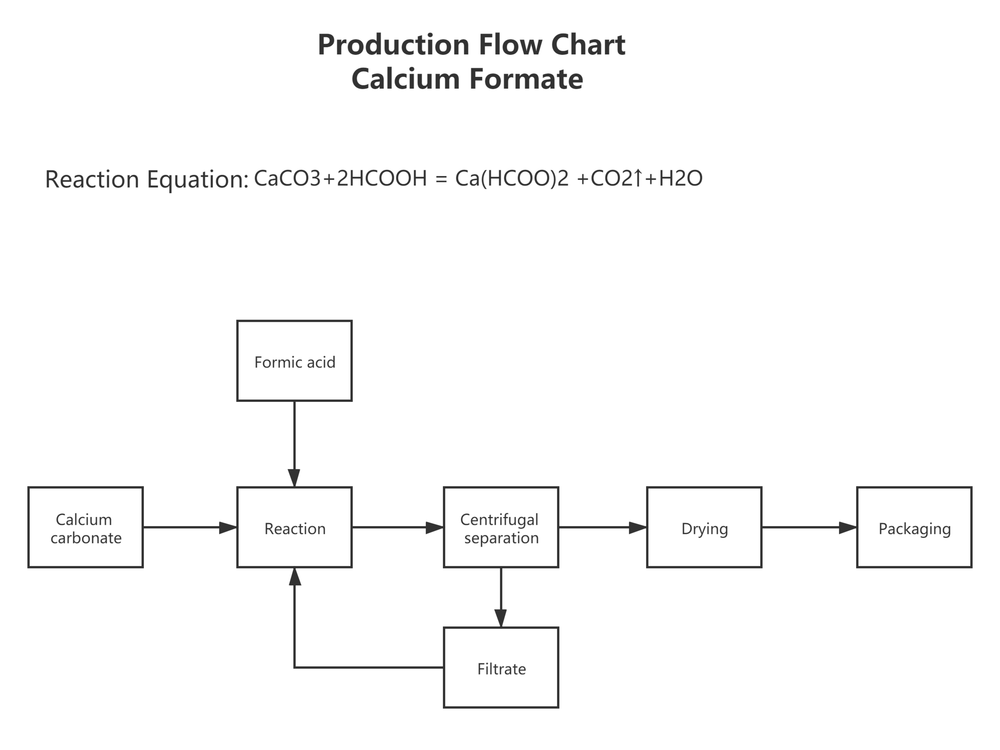 Production Flow Chart
Calcium Formate
Reaction Equation: CaCO3+2HCOOH = Ca(HCOO)2 +CO2↑+H2O
Formic acid
Calcium
carbonate
Reaction
Centrifugal
separation
Drying
Packaging
Filtrate